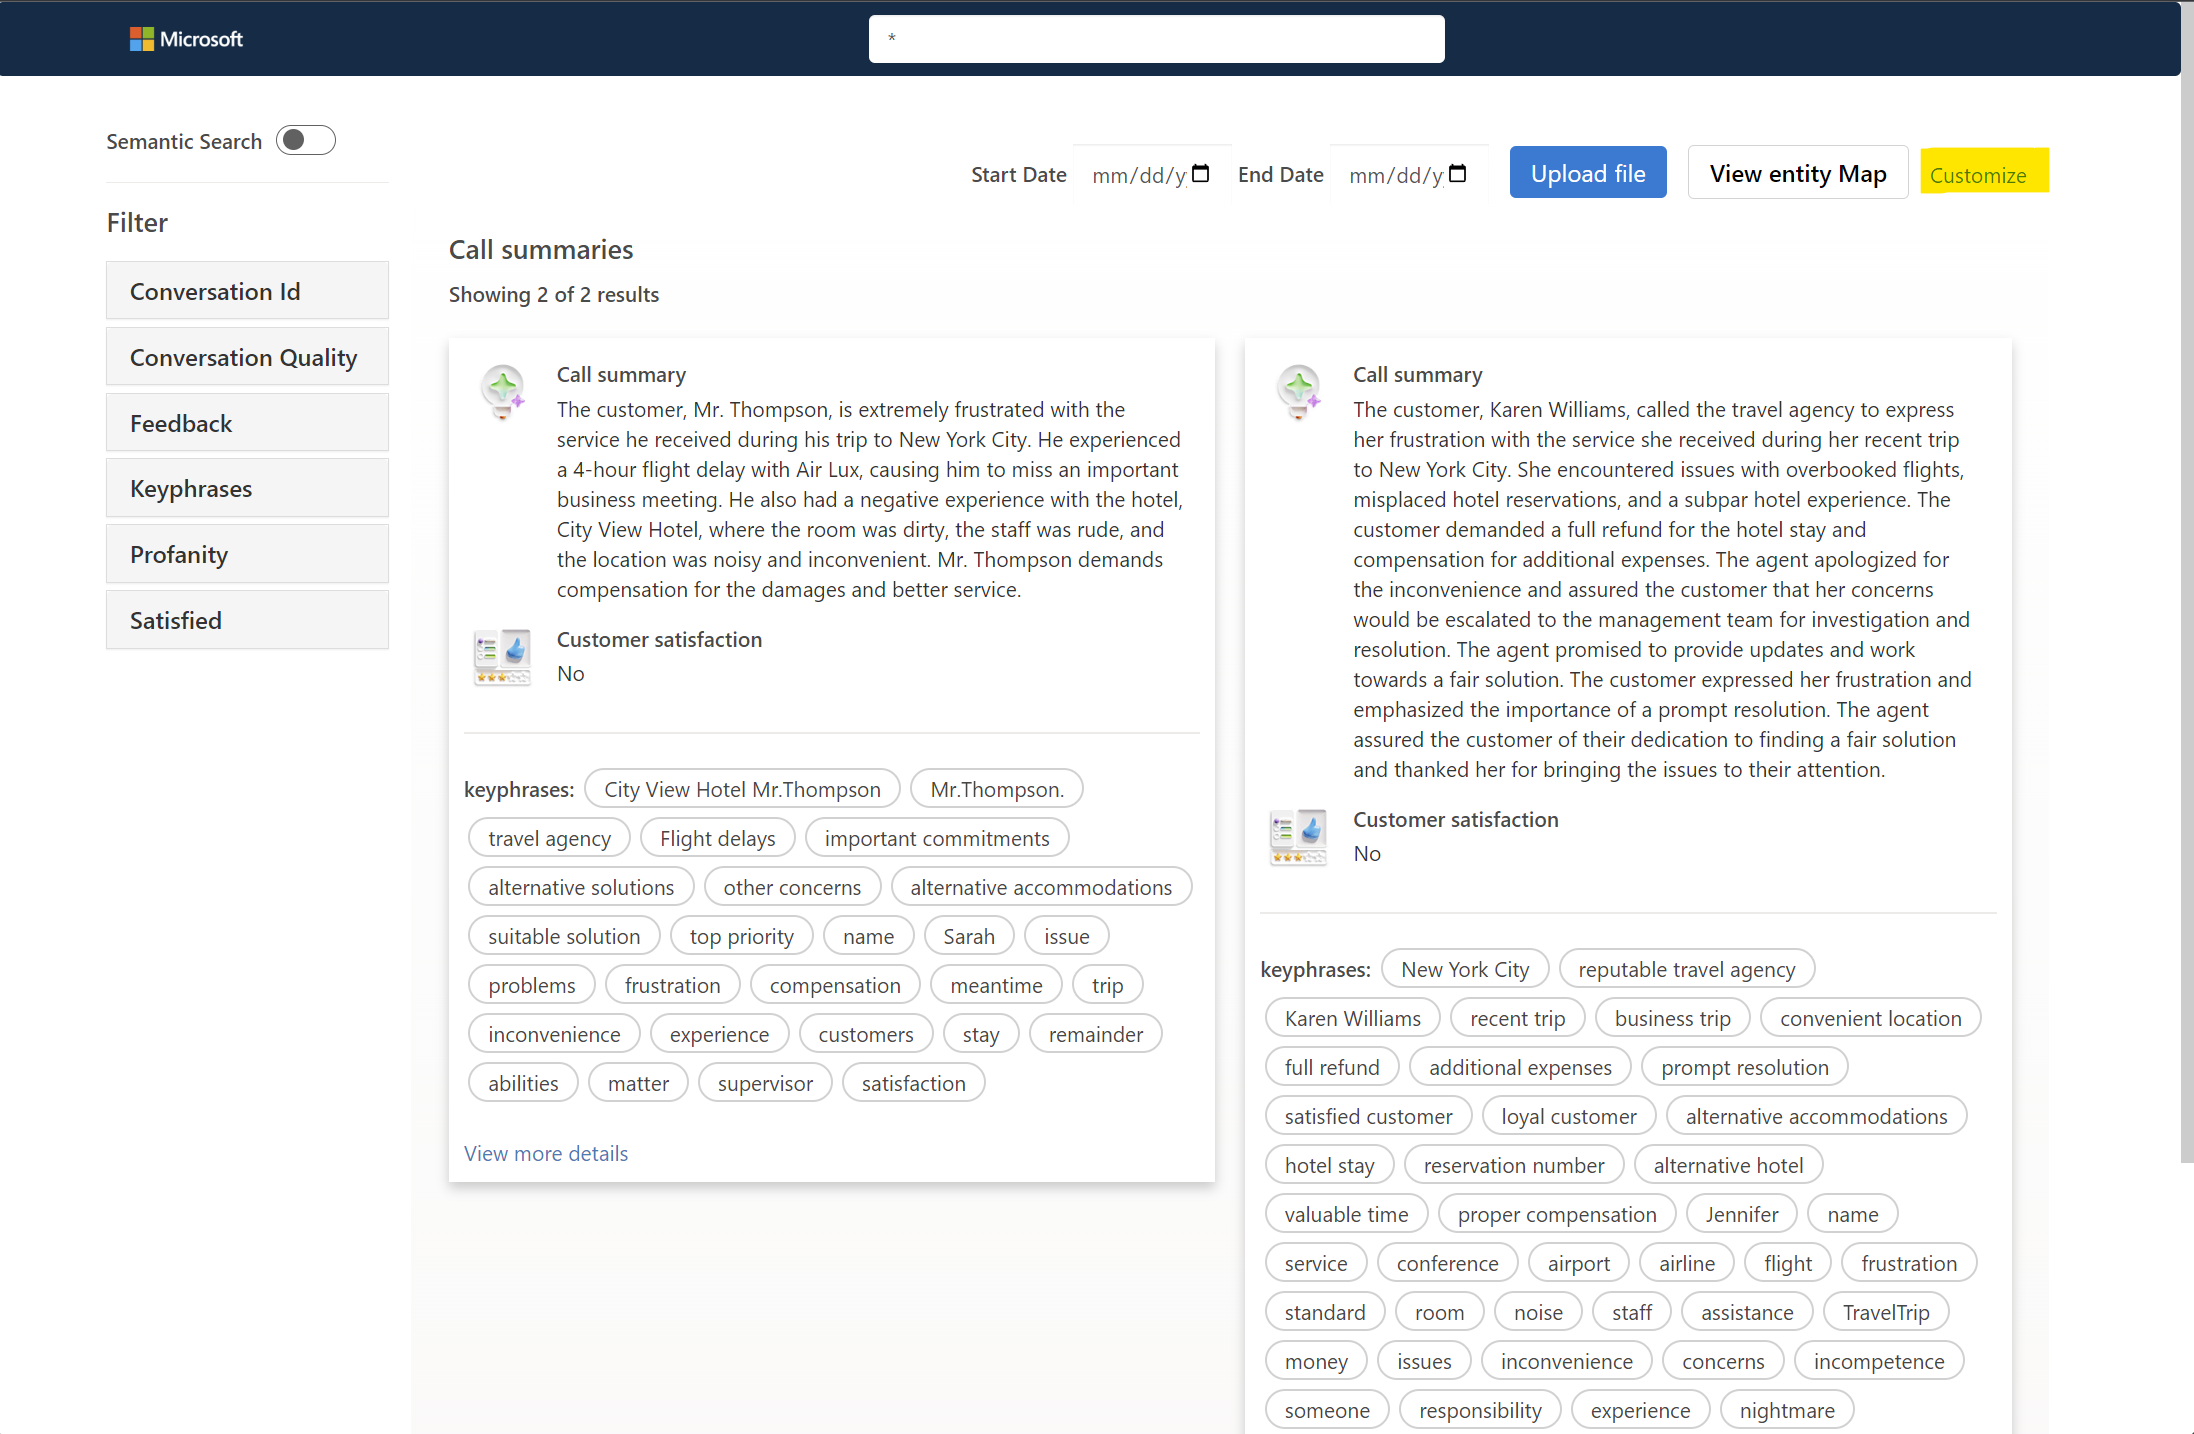 Microsoft
*
Semantic Search
Start Date mm/dd/y End Date mm/dd/y Upload file View entity Map Customize
Filter
Conversation Id
Conversation Quality
Feedback
Keyphrases
Profanity
Satisfied
Call summaries
Showing 2 of 2 results
Call summary
The customer, Mr. Thompson, is extremely frustrated with the
service he received during his trip to New York City. He experienced
a 4-hour flight delay with Air Lux, causing him to miss an important
business meeting. He also had a negative experience with the hotel,
City View Hotel, where the room was dirty, the staff was rude, and
the location was noisy and inconvenient. Mr. Thompson demands
compensation for the damages and better service.
Customer satisfaction
No
keyphrases: City View Hotel Mr.Thompson Mr.Thompson.
travel agency Flight delays important commitments
alternative solutions other concerns alternative accommodations
suitable solution top priority name Sarah issue
problems frustration compensation meantime trip
inconvenience experience customers stay remainder
abilities matter supervisor satisfaction
View more details
Call summary
The customer, Karen Williams, called the travel agency to express
her frustration with the service she received during her recent trip
to New York City. She encountered issues with overbooked flights,
misplaced hotel reservations, and a subpar hotel experience. The
customer demanded a full refund for the hotel stay and
compensation for additional expenses. The agent apologized for
the inconvenience and assured the customer that her concerns
would be escalated to the management team for investigation and
resolution. The agent promised to provide updates and work
towards a fair solution. The customer expressed her frustration and
emphasized the importance of a prompt resolution. The agent
assured the customer of their dedication to finding a fair solution
and thanked her for bringing the issues to their attention.
Customer satisfaction
No
keyphrases: New York City reputable travel agency
Karen Williams recent trip business trip convenient location
full refund additional expenses prompt resolution
satisfied customer loyal customer alternative accommodations
hotel stay reservation number alternative hotel
valuable time proper compensation Jennifer name
service conference airport airline flight frustration
standard room noise staff assistance TravelTrip
money issues inconvenience concerns incompetence
someone responsibility experience nightmare